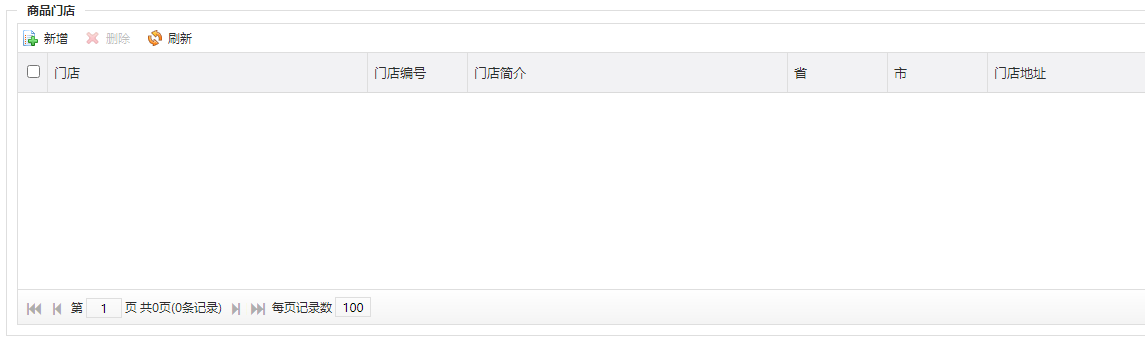 商品门店
新增 删除 刷新
门店 门店编号 门店简介 省 市 门店地址
第 1 页 共0页(0条记录) 每页记录数 100